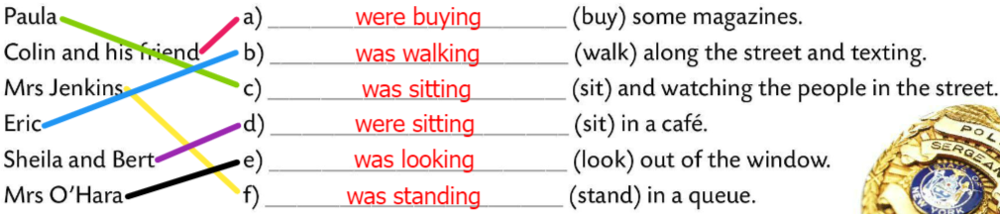 Paula a) were buying (buy) some magazines.
Colin and his friend b) was walking (walk) along the street and texting.
Mrs Jenkins c) was sitting (sit) and watching the people in the street.
Eric d) were sitting (sit) in a café.
Sheila and Bert e) was looking (look) out of the window.
Mrs O'Hara f) was standing (stand) in a queue.
SERGEA
NEW YORK